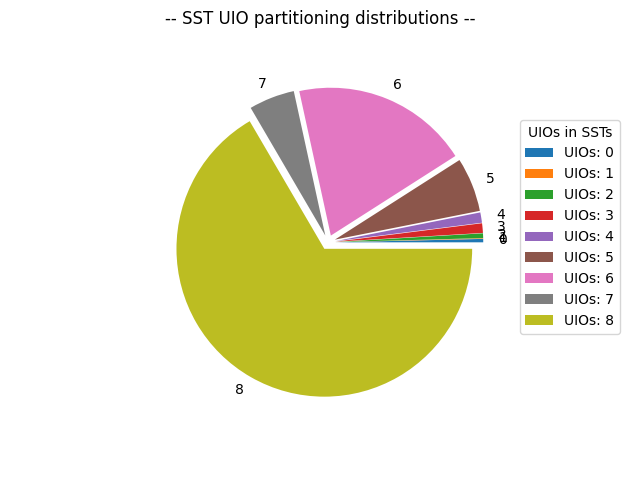 -- SST UIO partitioning distributions --
7
6
5
4
3
0
8
UIOs in SSTs
UIOs: 0
UIOs: 1
UIOs: 2
UIOs: 3
UIOs: 4
UIOs: 5
UIOs: 6
UIOs: 7
UIOs: 8